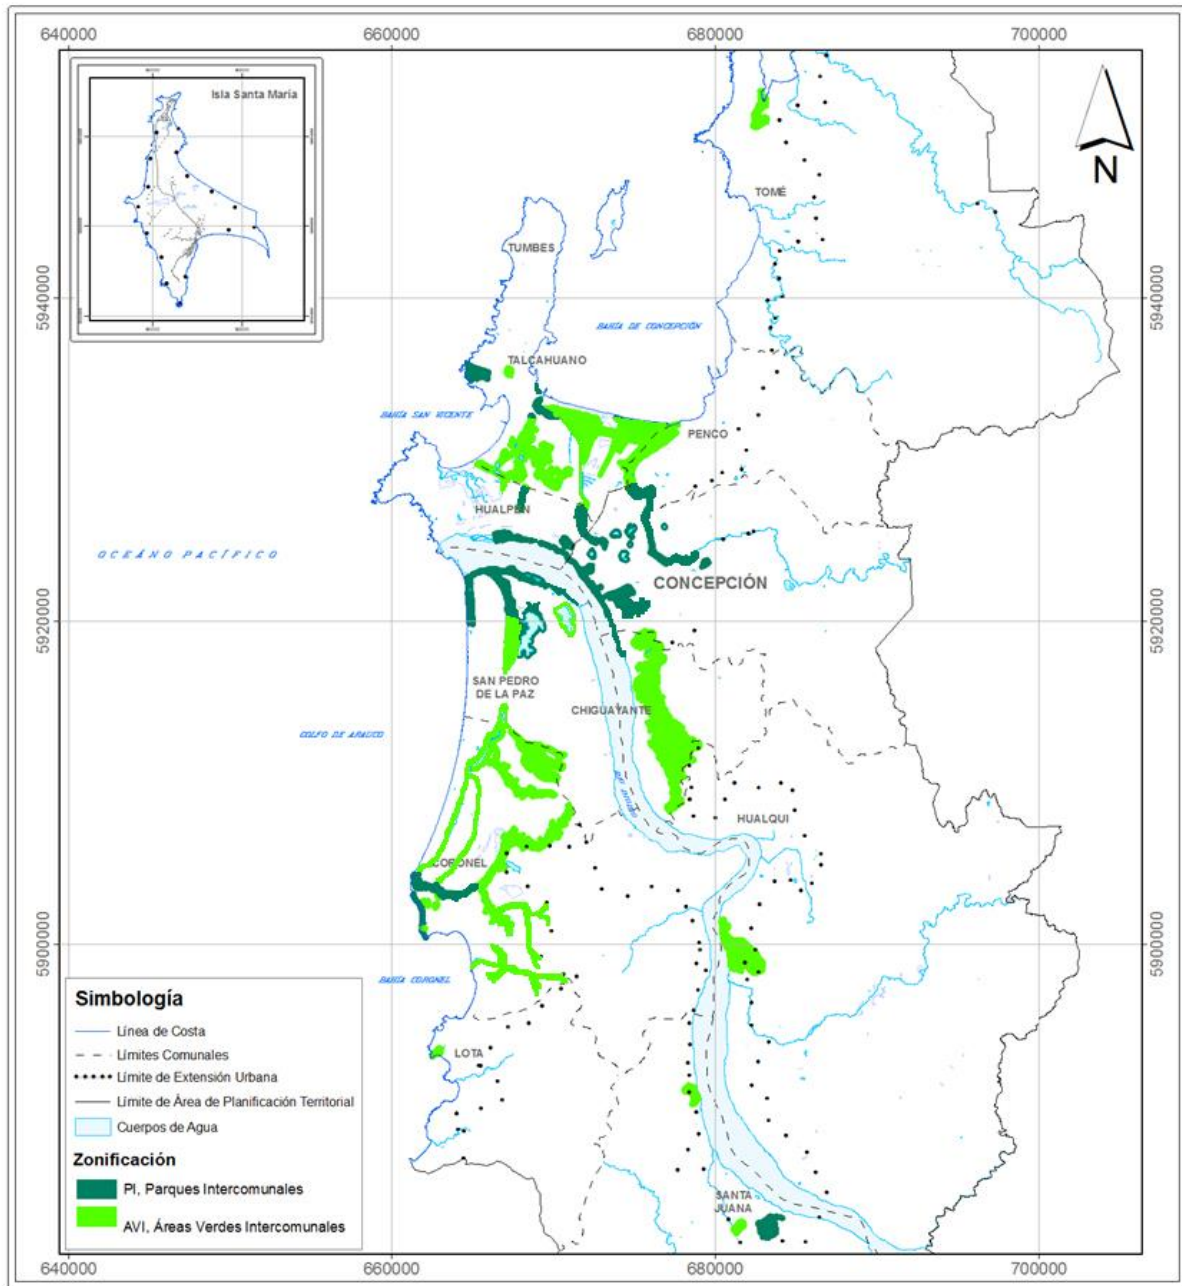 640000 660000 680000 700000
Isla Santa María
N
TOMÉ
TUMBES
5940000
5940000
BAHÍA DE CONCEPCIÓN
TALCAHUANO
BAHÍA SAN VICENTE
PENCO
HUALPÉN
OCEÁNO PACÍFICO
CONCEPCIÓN
5920000
5920000
SAN PEDRO
DE LA PAZ
CHIGUAYANTE
GOLFO DE ARAUCO
HUALQUI
CORONEL
5900000
5900000
BAHÍA CORONEL
LOTA
SANTA
JUANA
Simbología
Línea de Costa
Límites Comunales
Límite de Extensión Urbana
Límite de Área de Planificación Territorial
Cuerpos de Agua
Zonificación
PI, Parques Intercomunales
AVI, Áreas Verdes Intercomunales
640000 660000 680000 700000